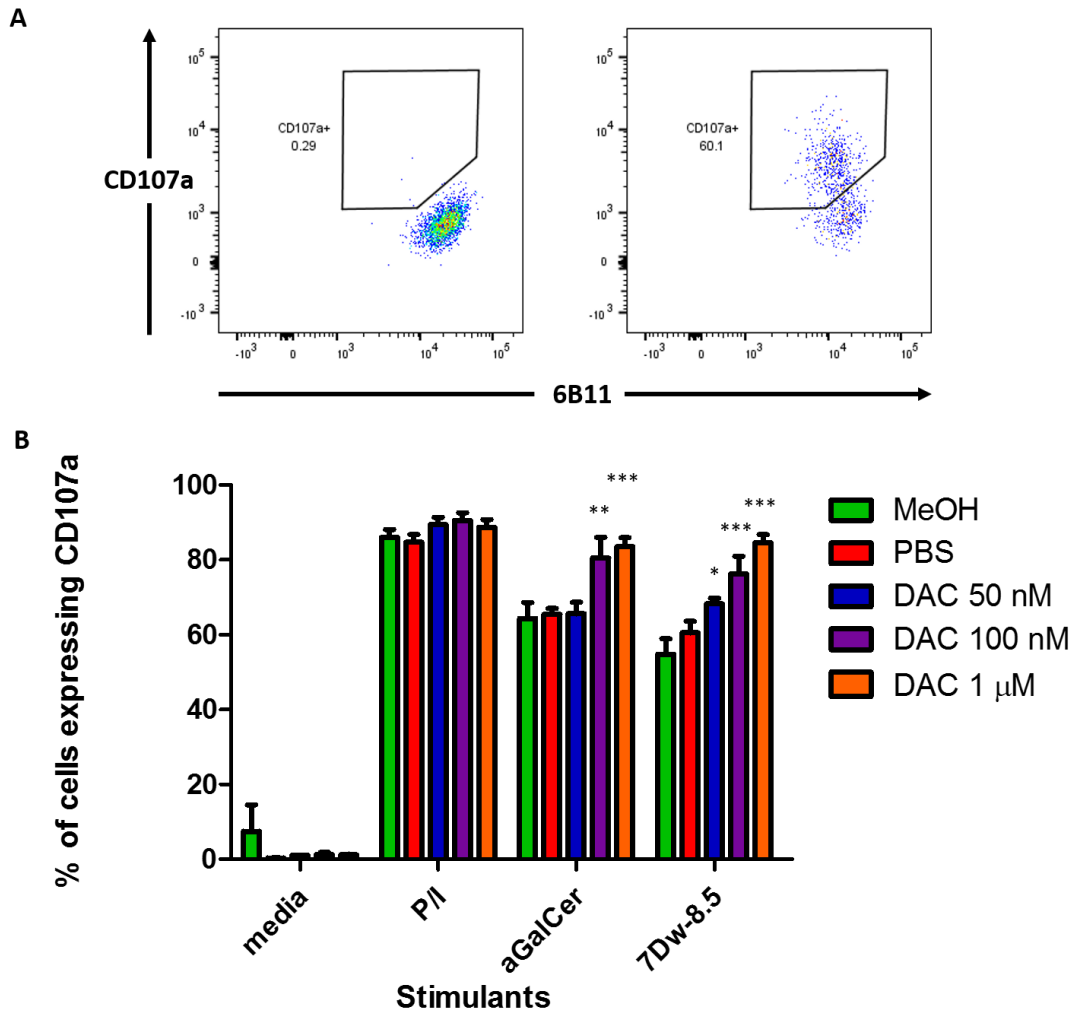 A
10^5
10^4
10^3
0
-10^3
CD107a+
0.29
-10^3 0 10^3 10^4 10^5
10^5
10^4
10^3
0
-10^3
CD107a+
60.1
-10^3 0 10^3 10^4 10^5
CD107a
6B11
B
% of cells expressing CD107a
100
80
60
40
20
0
** ***
* *** ***
media
P/I
aGalCer
7Dw-8.5
Stimulants
MeOH
PBS
DAC 50 nM
DAC 100 nM
DAC 1 μM